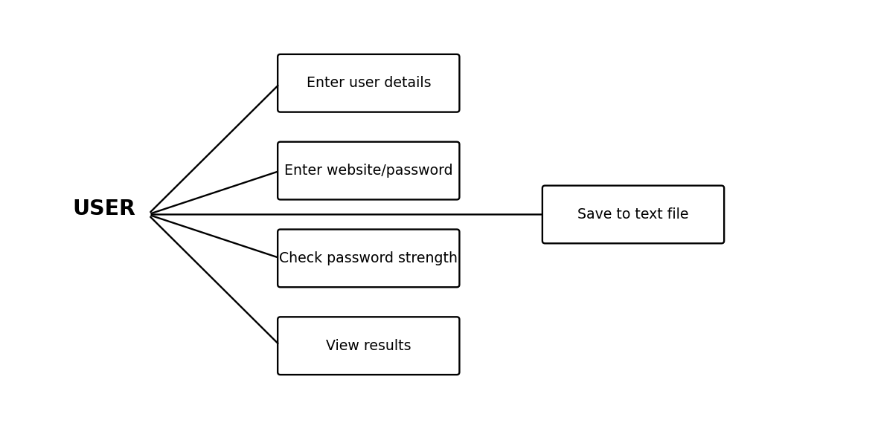 Enter user details
Enter website/password
USER
Save to text file
Check password strength
View results